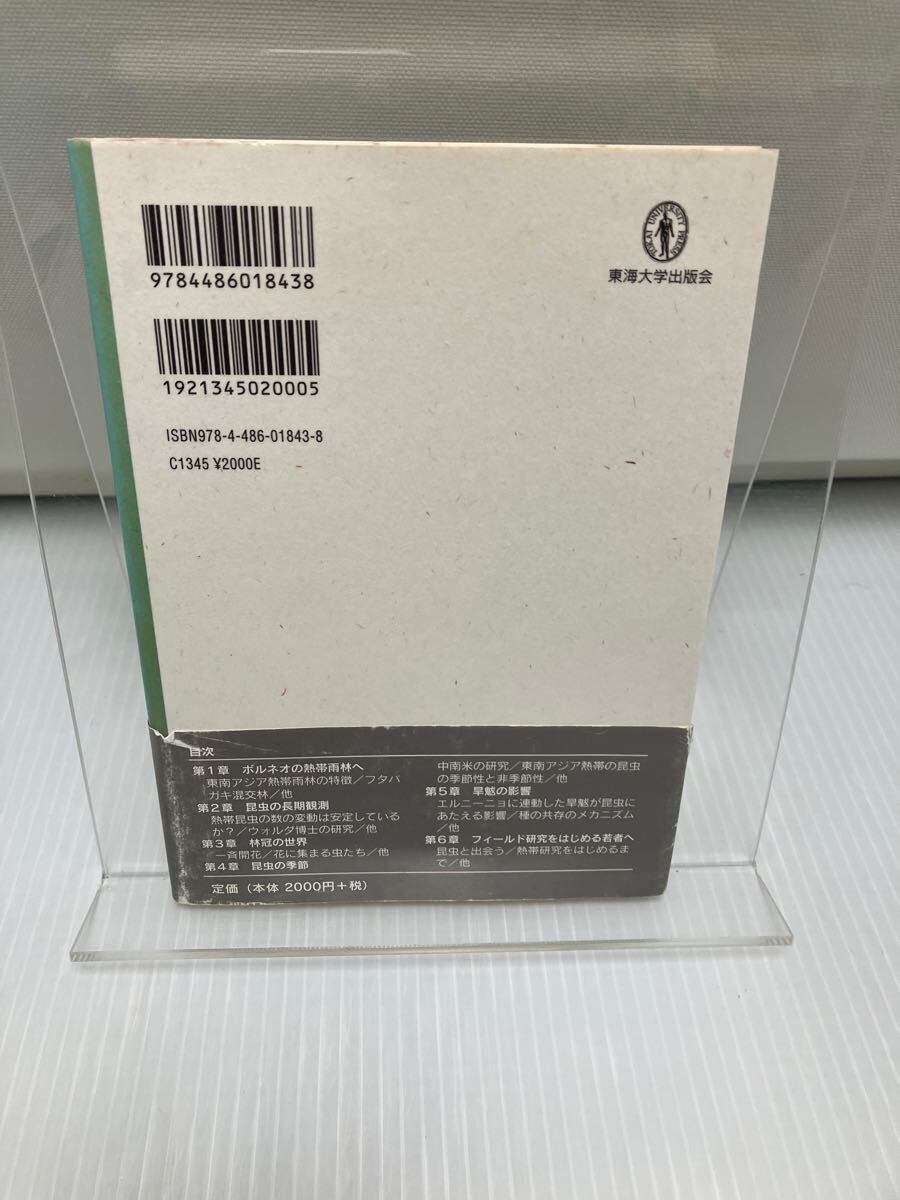 9784486018438
1921345020005
ISBN978-4-486-01843-8
C1345 ¥2000E
TOKAI UNIVERSITY PRESS
東海大学出版会
目次
第1章 ボルネオの熱帯雨林へ
東南アジア熱帯雨林の特徴／フタバ
ガキ混交林／他
第2章 昆虫の長期観測
熱帯昆虫の数の変動は安定している
か？／ウォルダ博士の研究／他
第3章 林冠の世界
一斉開花／花に集まる虫たち／他
第4章 昆虫の季節
中南米の研究／東南アジア熱帯の昆虫
の季節性と非季節性／他
第5章 旱魃の影響
エルニーニョに連動した旱魃が昆虫に
あたえる影響／種の共存のメカニズム
／他
第6章 フィールド研究をはじめる若者へ
昆虫と出会う／熱帯研究をはじめるま
で／他
定価（本体 2000円＋税）